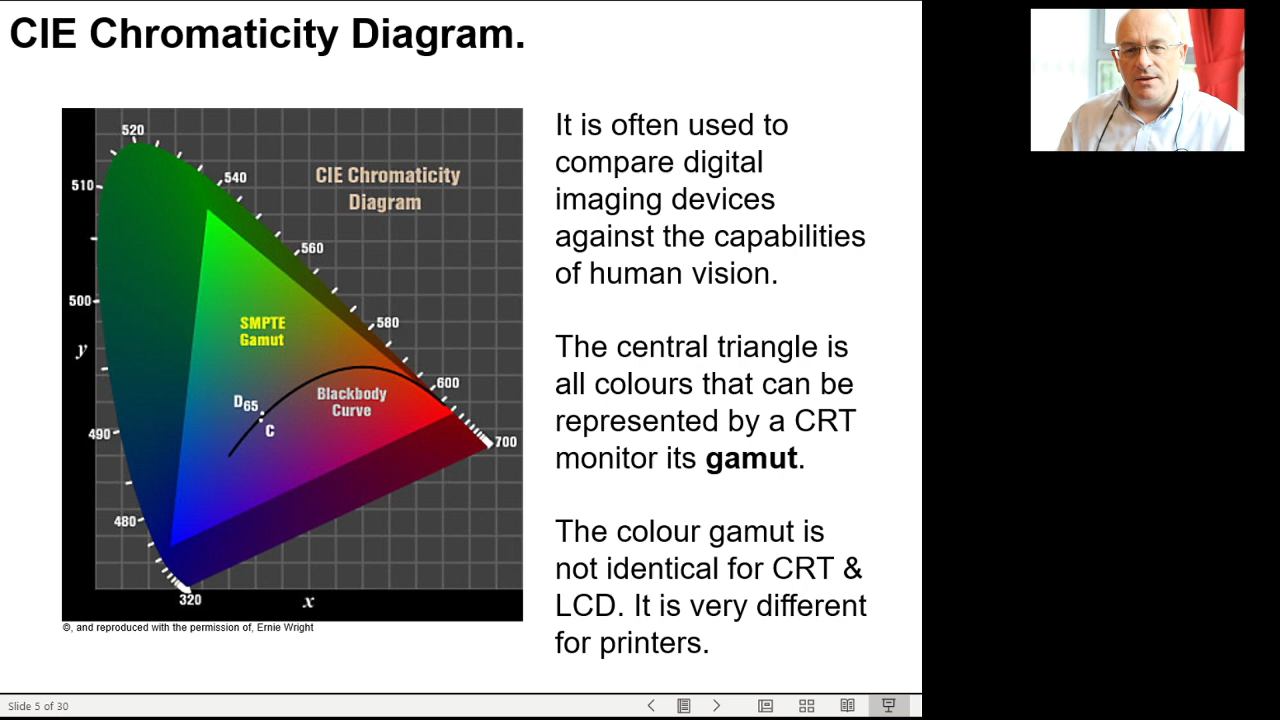 CIE Chromaticity Diagram.
520
510
540
CIE Chromaticity
Diagram
560
500
SMPTE
Gamut
580
y
600
D65
Blackbody
Curve
C
490
700
480
320
x
©, and reproduced with the permission of, Ernie Wright
It is often used to
compare digital
imaging devices
against the capabilities
of human vision.
The central triangle is
all colours that can be
represented by a CRT
monitor its gamut.
The colour gamut is
not identical for CRT &
LCD. It is very different
for printers.
Slide 5 of 30